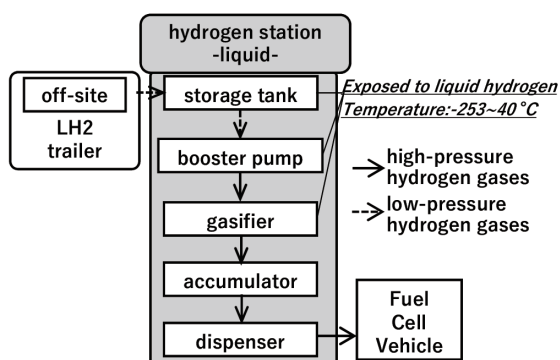 hydrogen station
-liquid-
off-site
LH2
trailer
storage tank
Exposed to liquid hydrogen
Temperature:-253~40℃
booster pump
high-pressure
hydrogen gases
gasifier
low-pressure
hydrogen gases
accumulator
dispenser
Fuel
Cell
Vehicle